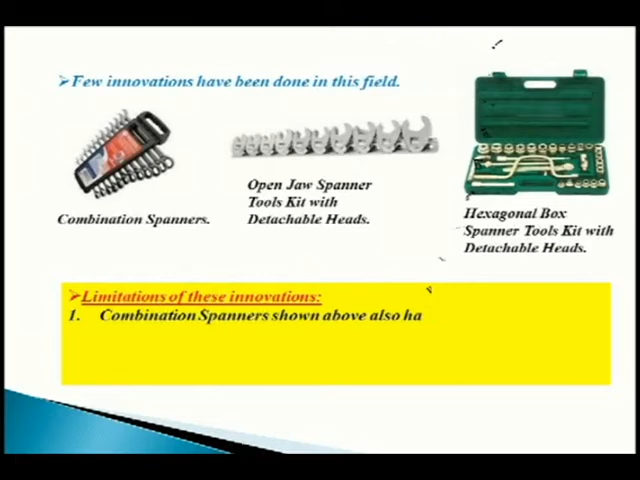 Few innovations have been done in this field.
Combination Spanners.
Open Jaw Spanner
Tools Kit with
Detachable Heads.
Hexagonal Box
Spanner Tools Kit with
Detachable Heads.
Limitations of these innovations:
1. Combination Spanners shown above also ha